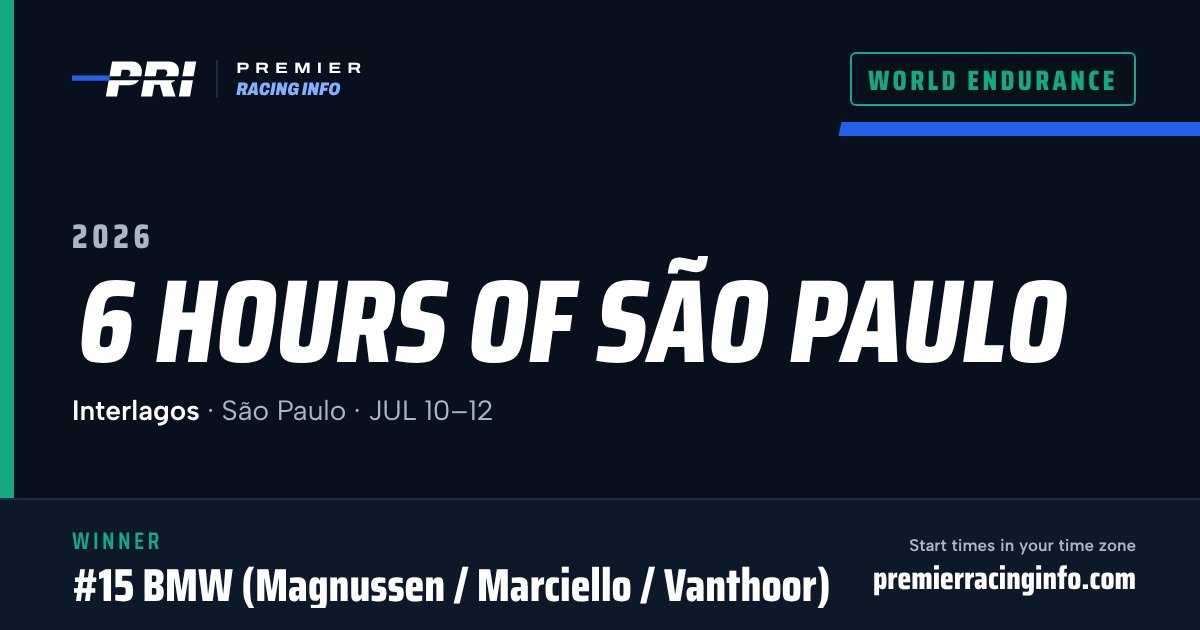 PRI PREMIER
RACING INFO
WORLD ENDURANCE
2026
6 HOURS OF SÃO PAULO
Interlagos · São Paulo · JUL 10–12
WINNER
#15 BMW (Magnussen / Marciello / Vanthoor)
Start times in your time zone
premierracinginfo.com